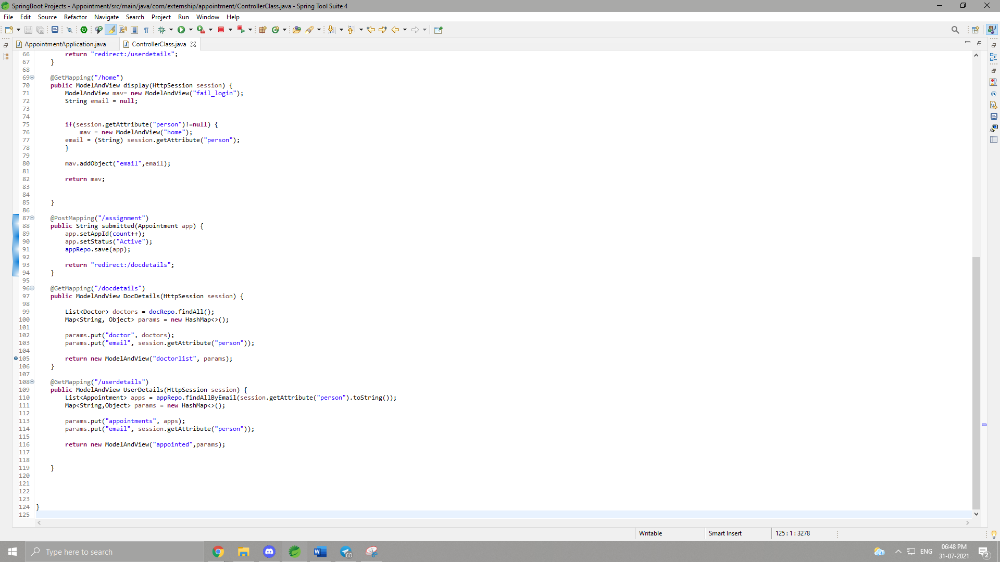 SpringBoot Projects - Appointment/src/main/java/com/externship/appointment/ControllerClass.java - Spring Tool Suite 4
File Edit Source Refactor Navigate Search Project Run Window Help
AppointmentApplication.java ControllerClass.java
66 return "redirect:/userdetails";
67 }
68
69 @GetMapping("/home")
70 public ModelAndView display(HttpSession session) {
71 ModelAndView mav= new ModelAndView("fail_login");
72 String email = null;
73
74
75 if(session.getAttribute("person")!=null) {
76 mav = new ModelAndView("home");
77 email = (String) session.getAttribute("person");
78 }
79
80 mav.addObject("email",email);
81
82 return mav;
83
84
85 }
86
87 @PostMapping("/assignment")
88 public String submitted(Appointment app) {
89 app.setAppId(count++);
90 app.setStatus("Active");
91 appRepo.save(app);
92
93 return "redirect:/docdetails";
94 }
95
96 @GetMapping("/docdetails")
97 public ModelAndView DocDetails(HttpSession session) {
98
99 List<Doctor> doctors = docRepo.findAll();
100 Map<String, Object> params = new HashMap<>();
101
102 params.put("doctor", doctors);
103 params.put("email", session.getAttribute("person"));
104
105 return new ModelAndView("doctorlist", params);
106 }
107
108 @GetMapping("/userdetails")
109 public ModelAndView UserDetails(HttpSession session) {
110 List<Appointment> apps = appRepo.findAllByEmail(session.getAttribute("person").toString());
111 Map<String,Object> params = new HashMap<>();
112
113 params.put("appointments", apps);
114 params.put("email", session.getAttribute("person"));
115
116 return new ModelAndView("appointed",params);
117
118
119 }
120
121
122
123
124 }
125
Writable Smart Insert 125 : 1 : 3278
Type here to search 60 ENG 06:48 PM 2
31-07-2021